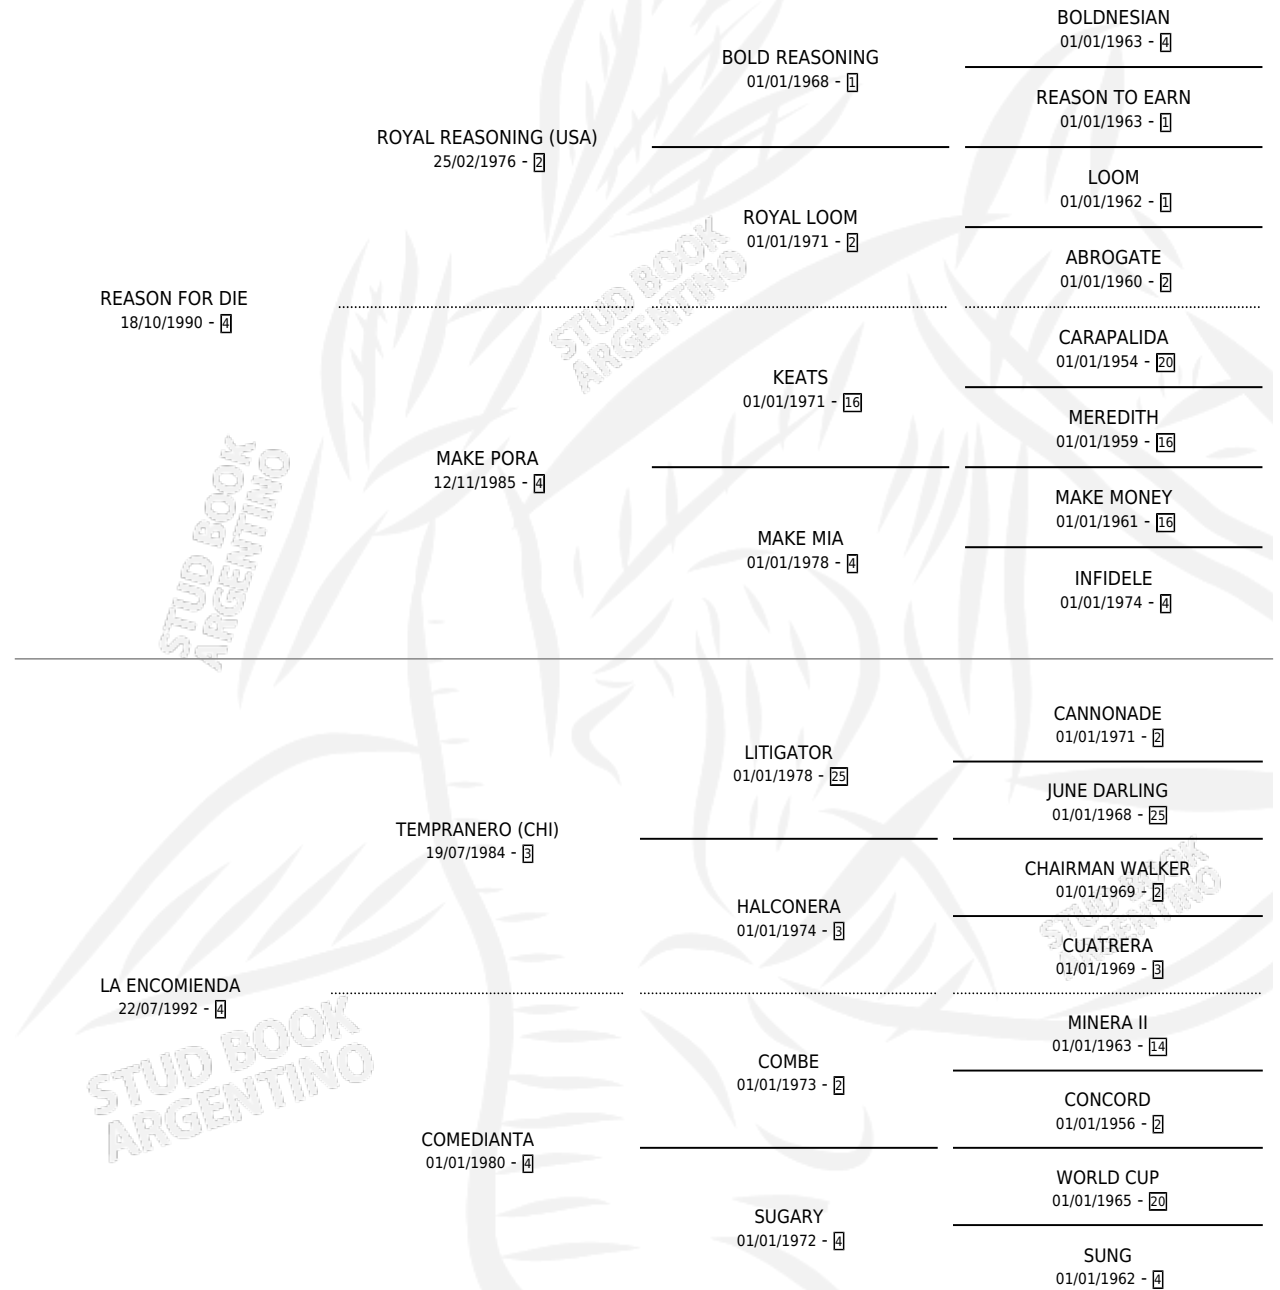 BOLDNESIAN
01/01/1963 - 4
BOLD REASONING
01/01/1968 - 1
REASON TO EARN
01/01/1963 - 1
ROYAL REASONING (USA)
25/02/1976 - 2
LOOM
01/01/1962 - 1
ROYAL LOOM
01/01/1971 - 2
ABROGATE
01/01/1960 - 2
REASON FOR DIE
18/10/1990 - 4
CARAPALIDA
01/01/1954 - 20
KEATS
01/01/1971 - 16
MEREDITH
01/01/1959 - 16
MAKE PORA
12/11/1985 - 4
MAKE MONEY
01/01/1961 - 16
MAKE MIA
01/01/1978 - 4
INFIDELE
01/01/1974 - 4
STUD BOOK
ARGENTINO
STUD BOOK
ARGENTINO
CANNONADE
01/01/1971 - 2
LITIGATOR
01/01/1978 - 25
JUNE DARLING
01/01/1968 - 25
TEMPRANERO (CHI)
19/07/1984 - 3
CHAIRMAN WALKER
01/01/1969 - 2
HALCONERA
01/01/1974 - 3
CUATRERA
01/01/1969 - 3
LA ENCOMIENDA
22/07/1992 - 4
MINERA II
01/01/1963 - 14
COMBE
01/01/1973 - 2
CONCORD
01/01/1956 - 2
COMEDIANTA
01/01/1980 - 4
WORLD CUP
01/01/1965 - 20
SUGARY
01/01/1972 - 4
SUNG
01/01/1962 - 4
STUD BOOK
ARGENTINO
STUD BOOK
ARGENTINO